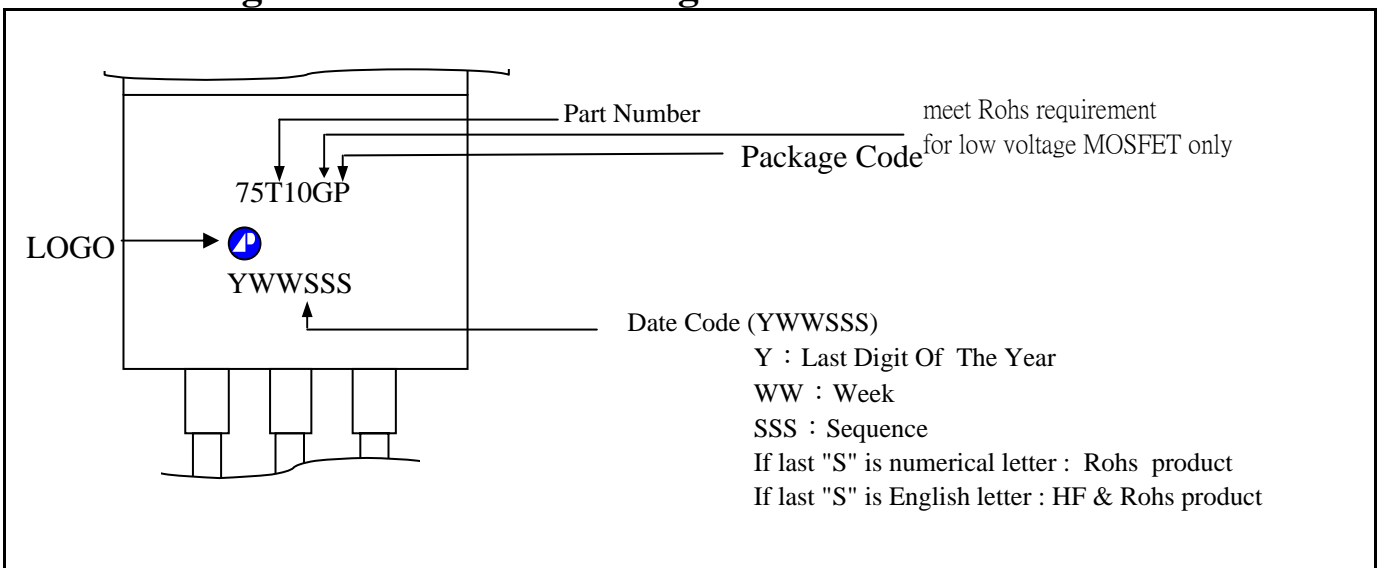 Part Number
meet Rohs requirement
for low voltage MOSFET only
Package Code
75T10GP
LOGO
YWWSSS
Date Code (YWWSSS)
Y：Last Digit Of The Year
WW：Week
SSS：Sequence
If last "S" is numerical letter : Rohs product
If last "S" is English letter : HF & Rohs product